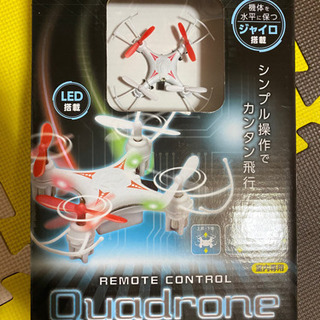 機体を
水平に保つ
ジャイロ
搭載
LED
搭載
シンプル操作で
カンタン飛行
REMOTE CONTROL
Quadrone